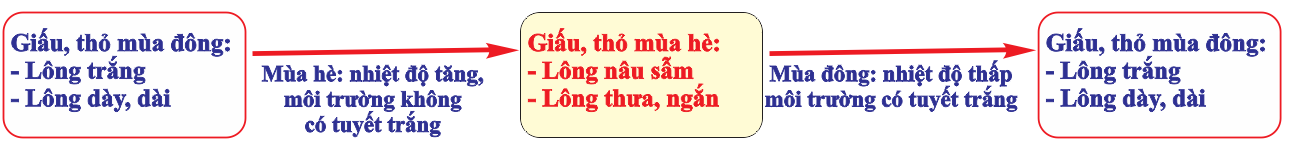 Giấu, thỏ mùa đông:
- Lông trắng
- Lông dày, dài
Mùa hè: nhiệt độ tăng,
môi trường không
có tuyết trắng
Giấu, thỏ mùa hè:
- Lông nâu sẫm
- Lông thưa, ngắn
Mùa đông: nhiệt độ thấp
môi trường có tuyết trắng
Giấu, thỏ mùa đông:
- Lông trắng
- Lông dày, dài